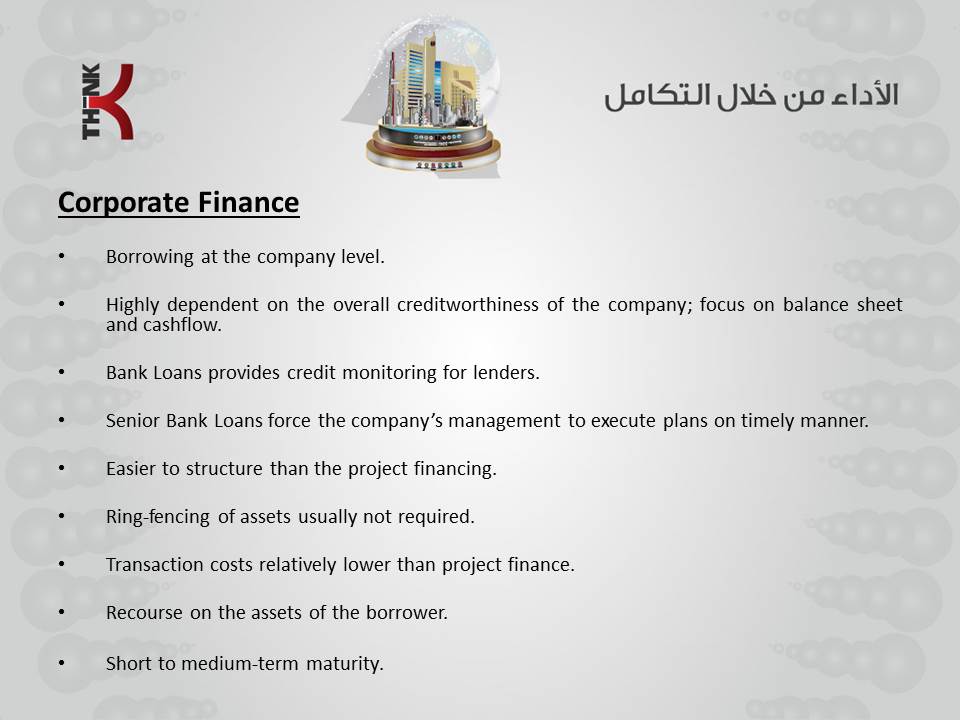 THINK
الأداء من خلال التكامل
Corporate Finance
• Borrowing at the company level.
• Highly dependent on the overall creditworthiness of the company; focus on balance sheet
and cashflow.
• Bank Loans provides credit monitoring for lenders.
• Senior Bank Loans force the company’s management to execute plans on timely manner.
• Easier to structure than the project financing.
• Ring-fencing of assets usually not required.
• Transaction costs relatively lower than project finance.
• Recourse on the assets of the borrower.
• Short to medium-term maturity.